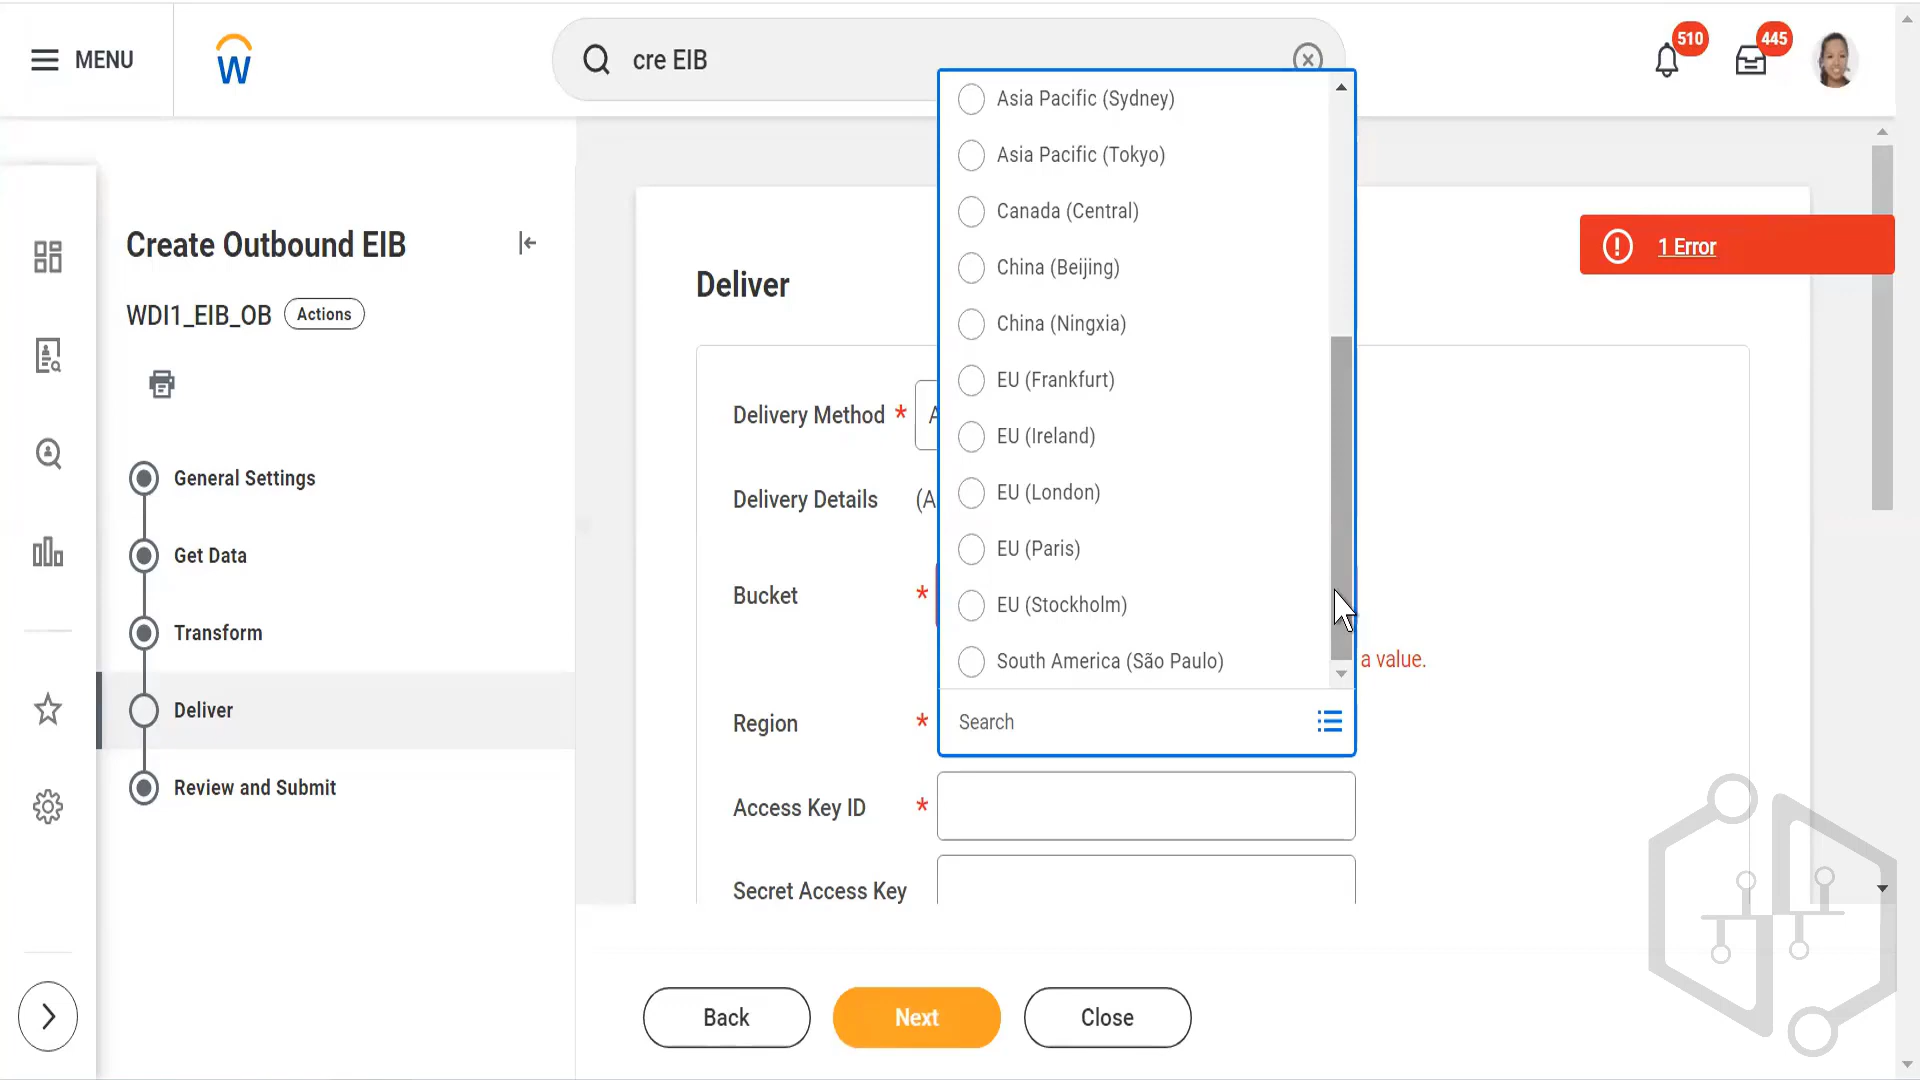 MENU
W
cre EIB
510
445
Create Outbound EIB
WDI1_EIB_OB
Actions
General Settings
Get Data
Transform
Deliver
Review and Submit
Deliver
1 Error
Delivery Method *
A
Delivery Details
(A
Bucket *
a value.
Region *
Access Key ID *
Secret Access Key
Asia Pacific (Sydney)
Asia Pacific (Tokyo)
Canada (Central)
China (Beijing)
China (Ningxia)
EU (Frankfurt)
EU (Ireland)
EU (London)
EU (Paris)
EU (Stockholm)
South America (São Paulo)
Search
Back
Next
Close